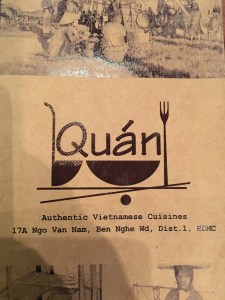 Quán
Authentic Vietnamese Cuisines
17A Ngo Van Nam, Ben Nghe Wd, Dist.1, HCMC